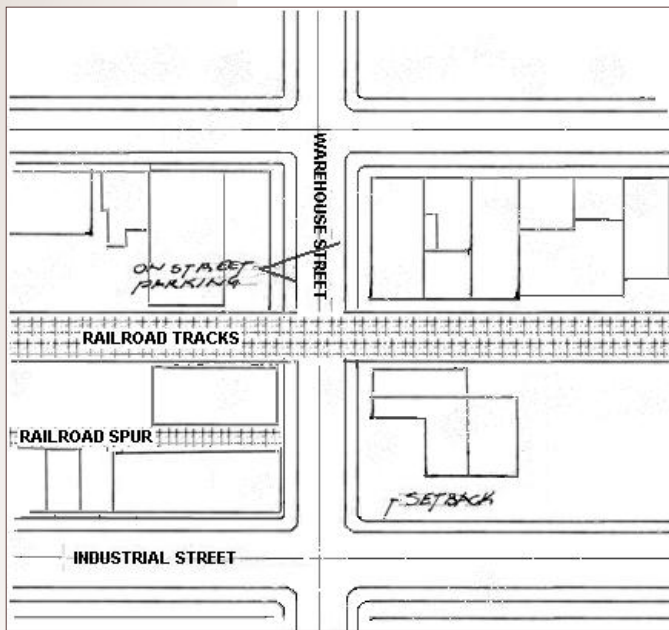 WAREHOUSE STREET
ON STREET
PARKING
RAILROAD TRACKS
RAILROAD SPUR
SETBACK
INDUSTRIAL STREET